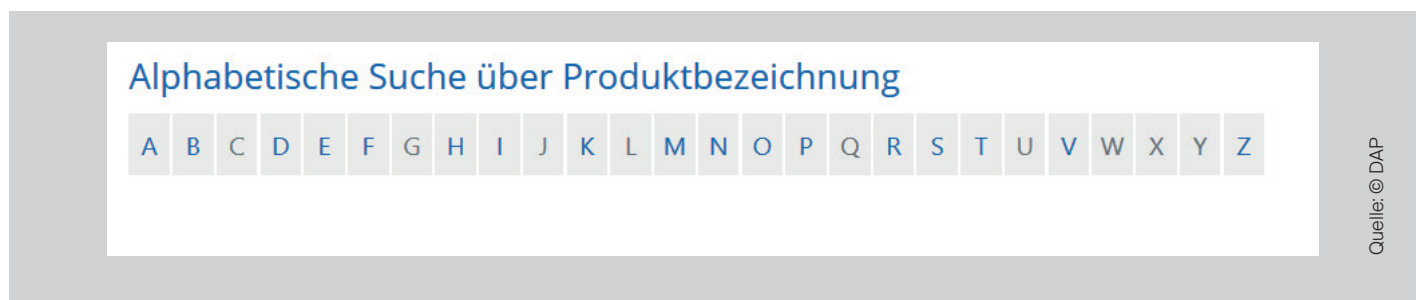 Alphabetische Suche über Produktbezeichnung
A B C D E F G H I J K L M N O P Q R S T U V W X Y Z
Quelle: © DAP